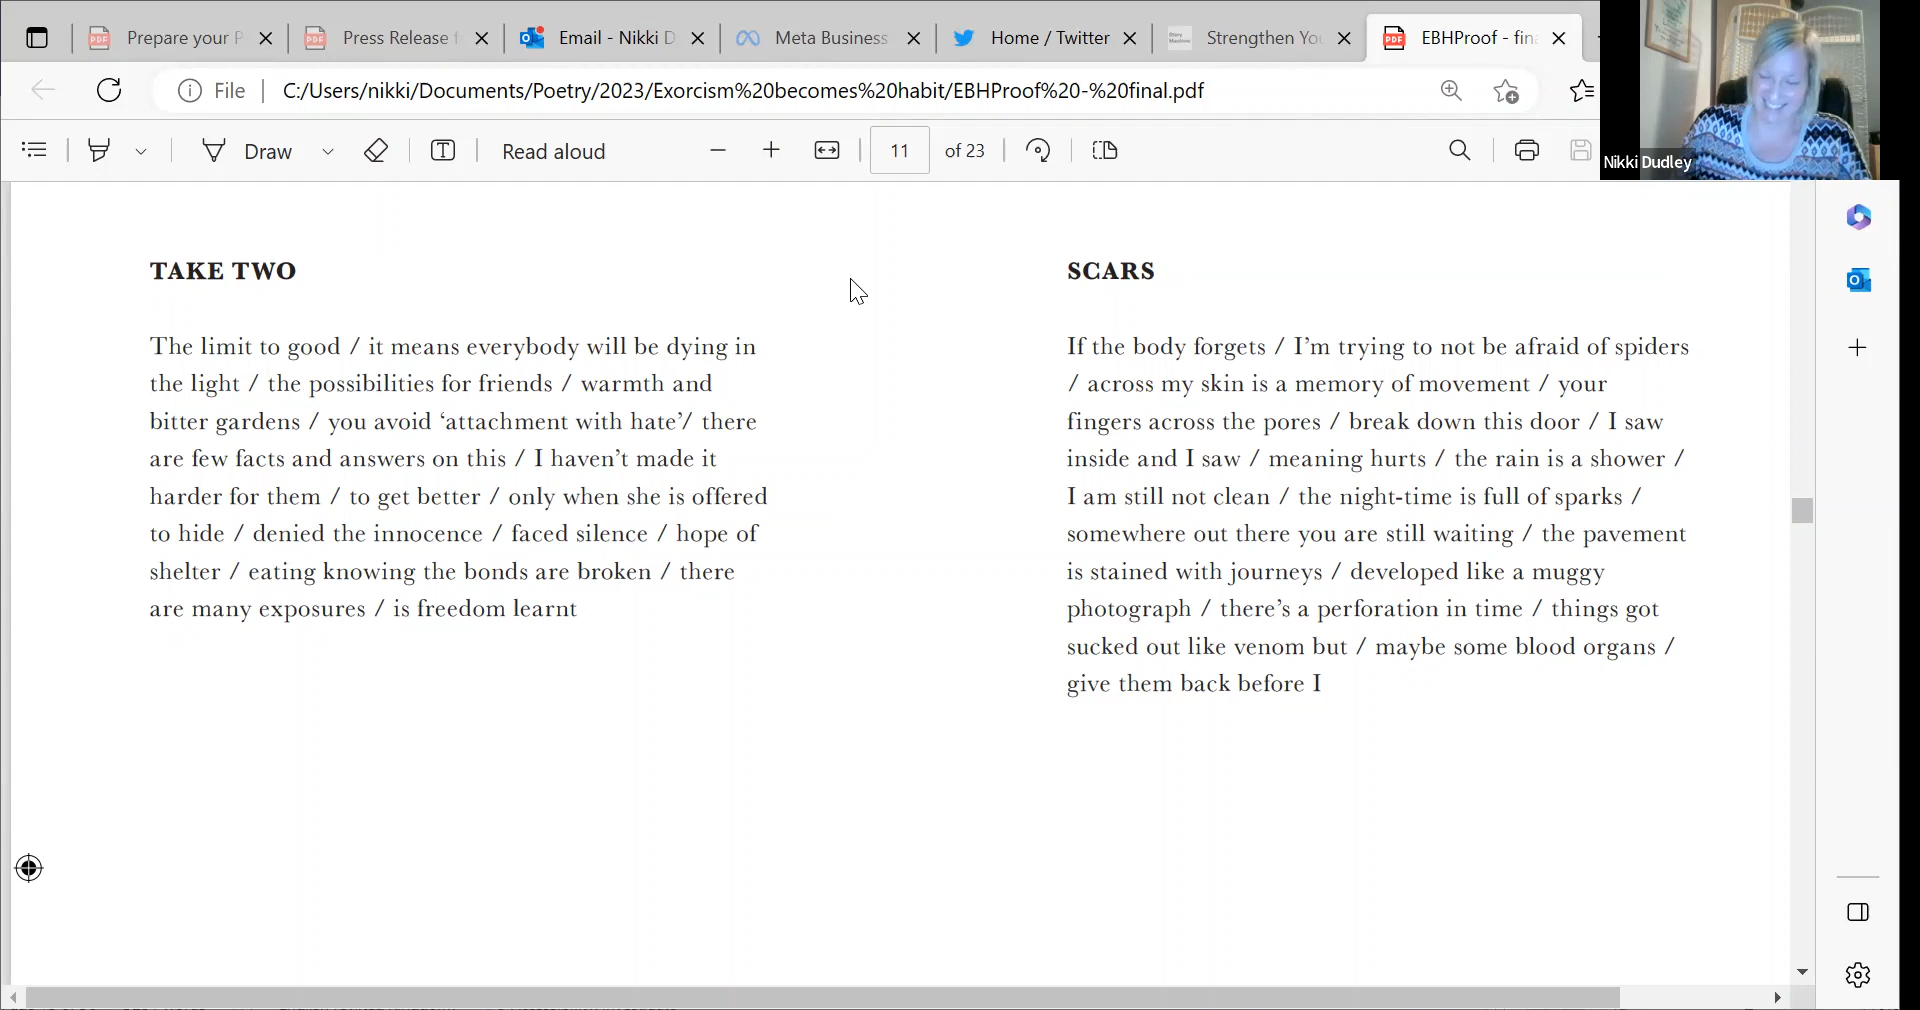 Prepare your P
Press Release f
Email - Nikki D
Meta Business
Home / Twitter
Strengthen You
EBHProof - fina
File
C:/Users/nikki/Documents/Poetry/2023/Exorcism%20becomes%20habit/EBHProof%20-%20final.pdf
Draw
Read aloud
11
of 23
Nikki Dudley
TAKE TWO
The limit to good / it means everybody will be dying in
the light / the possibilities for friends / warmth and
bitter gardens / you avoid ‘attachment with hate’/ there
are few facts and answers on this / I haven’t made it
harder for them / to get better / only when she is offered
to hide / denied the innocence / faced silence / hope of
shelter / eating knowing the bonds are broken / there
are many exposures / is freedom learnt
SCARS
If the body forgets / I’m trying to not be afraid of spiders
/ across my skin is a memory of movement / your
fingers across the pores / break down this door / I saw
inside and I saw / meaning hurts / the rain is a shower /
I am still not clean / the night-time is full of sparks /
somewhere out there you are still waiting / the pavement
is stained with journeys / developed like a muggy
photograph / there’s a perforation in time / things got
sucked out like venom but / maybe some blood organs /
give them back before I